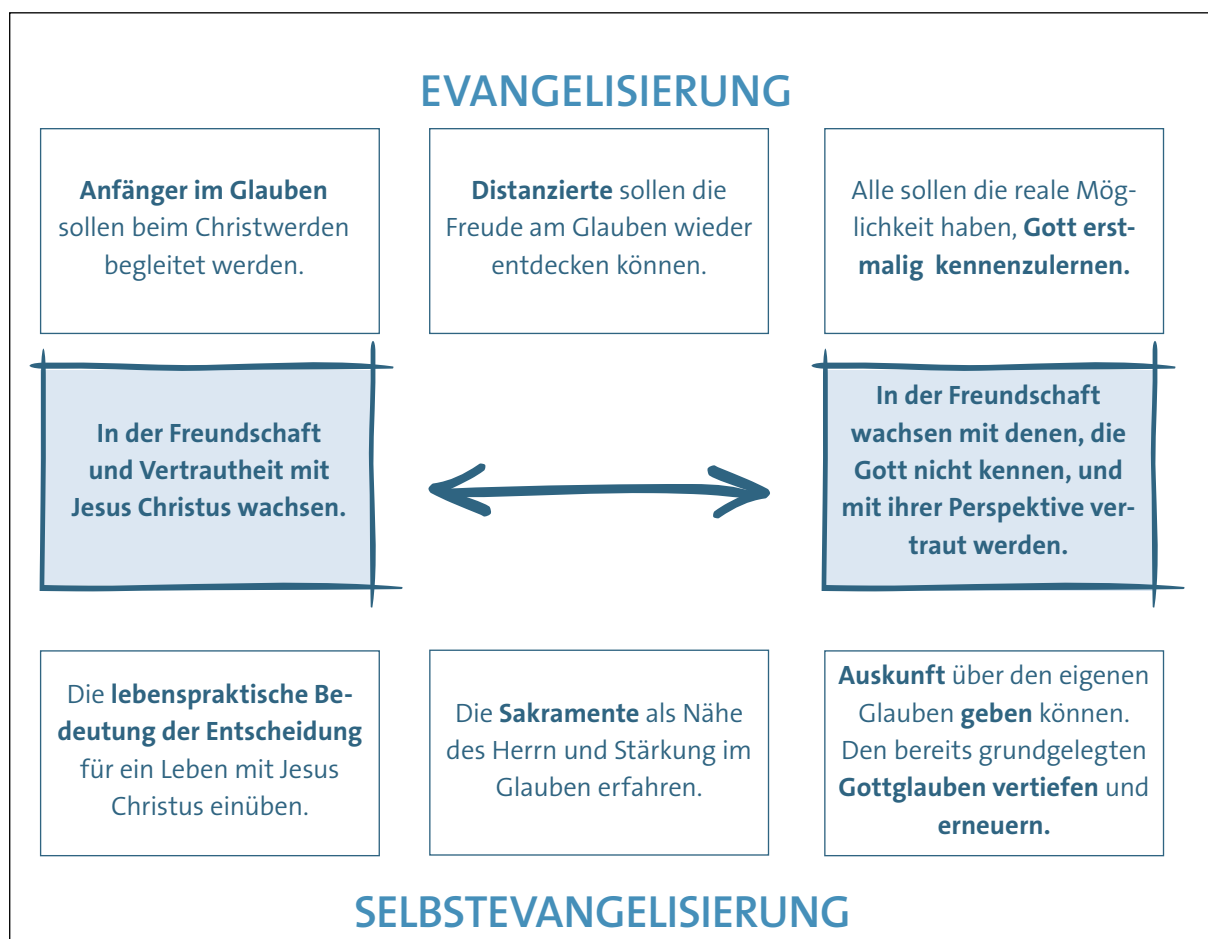 EVANGELISIERUNG
Anfänger im Glauben
sollen beim Christwerden
begleitet werden.
Distanzierte sollen die
Freude am Glauben wieder
entdecken können.
Alle sollen die reale Mög-
lichkeit haben, Gott erst-
malig kennenzulernen.
In der Freundschaft
und Vertrautheit mit
Jesus Christus wachsen.
In der Freundschaft
wachsen mit denen, die
Gott nicht kennen, und
mit ihrer Perspektive ver-
traut werden.
Die lebenspraktische Be-
deutung der Entscheidung
für ein Leben mit Jesus
Christus einüben.
Die Sakramente als Nähe
des Herrn und Stärkung im
Glauben erfahren.
Auskunft über den eigenen
Glauben geben können.
Den bereits grundgelegten
Gottglauben vertiefen und
erneuern.
SELBSTEVANGELISIERUNG